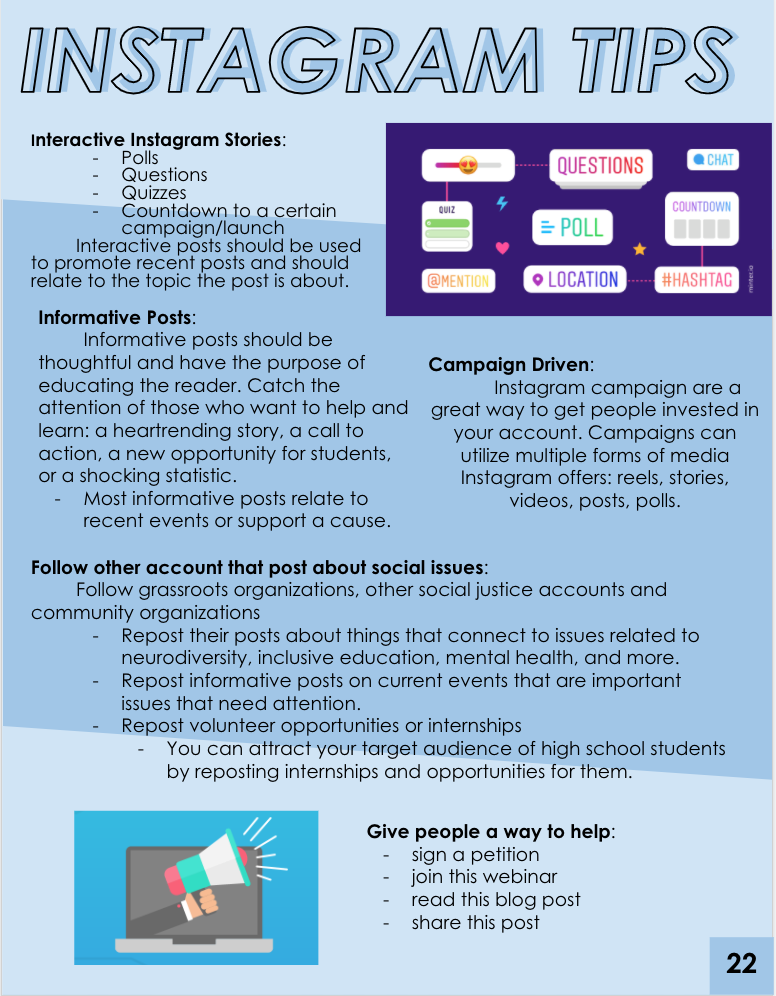 INSTAGRAM TIPS
Interactive Instagram Stories:
- Polls
- Questions
- Quizzes
- Countdown to a certain
campaign/launch
Interactive posts should be used
to promote recent posts and should
relate to the topic the post is about.
QUESTIONS
CHAT
QUIZ
POLL
COUNTDOWN
@MENTION
LOCATION
#HASHTAG
minter.io
Informative Posts:
Informative posts should be
thoughtful and have the purpose of
educating the reader. Catch the
attention of those who want to help and
learn: a heartrending story, a call to
action, a new opportunity for students,
or a shocking statistic.
- Most informative posts relate to
recent events or support a cause.
Campaign Driven:
Instagram campaign are a
great way to get people invested in
your account. Campaigns can
utilize multiple forms of media
Instagram offers: reels, stories,
videos, posts, polls.
Follow other account that post about social issues:
Follow grassroots organizations, other social justice accounts and
community organizations
- Repost their posts about things that connect to issues related to
neurodiversity, inclusive education, mental health, and more.
- Repost informative posts on current events that are important
issues that need attention.
- Repost volunteer opportunities or internships
- You can attract your target audience of high school students
by reposting internships and opportunities for them.
Give people a way to help:
- sign a petition
- join this webinar
- read this blog post
- share this post
22